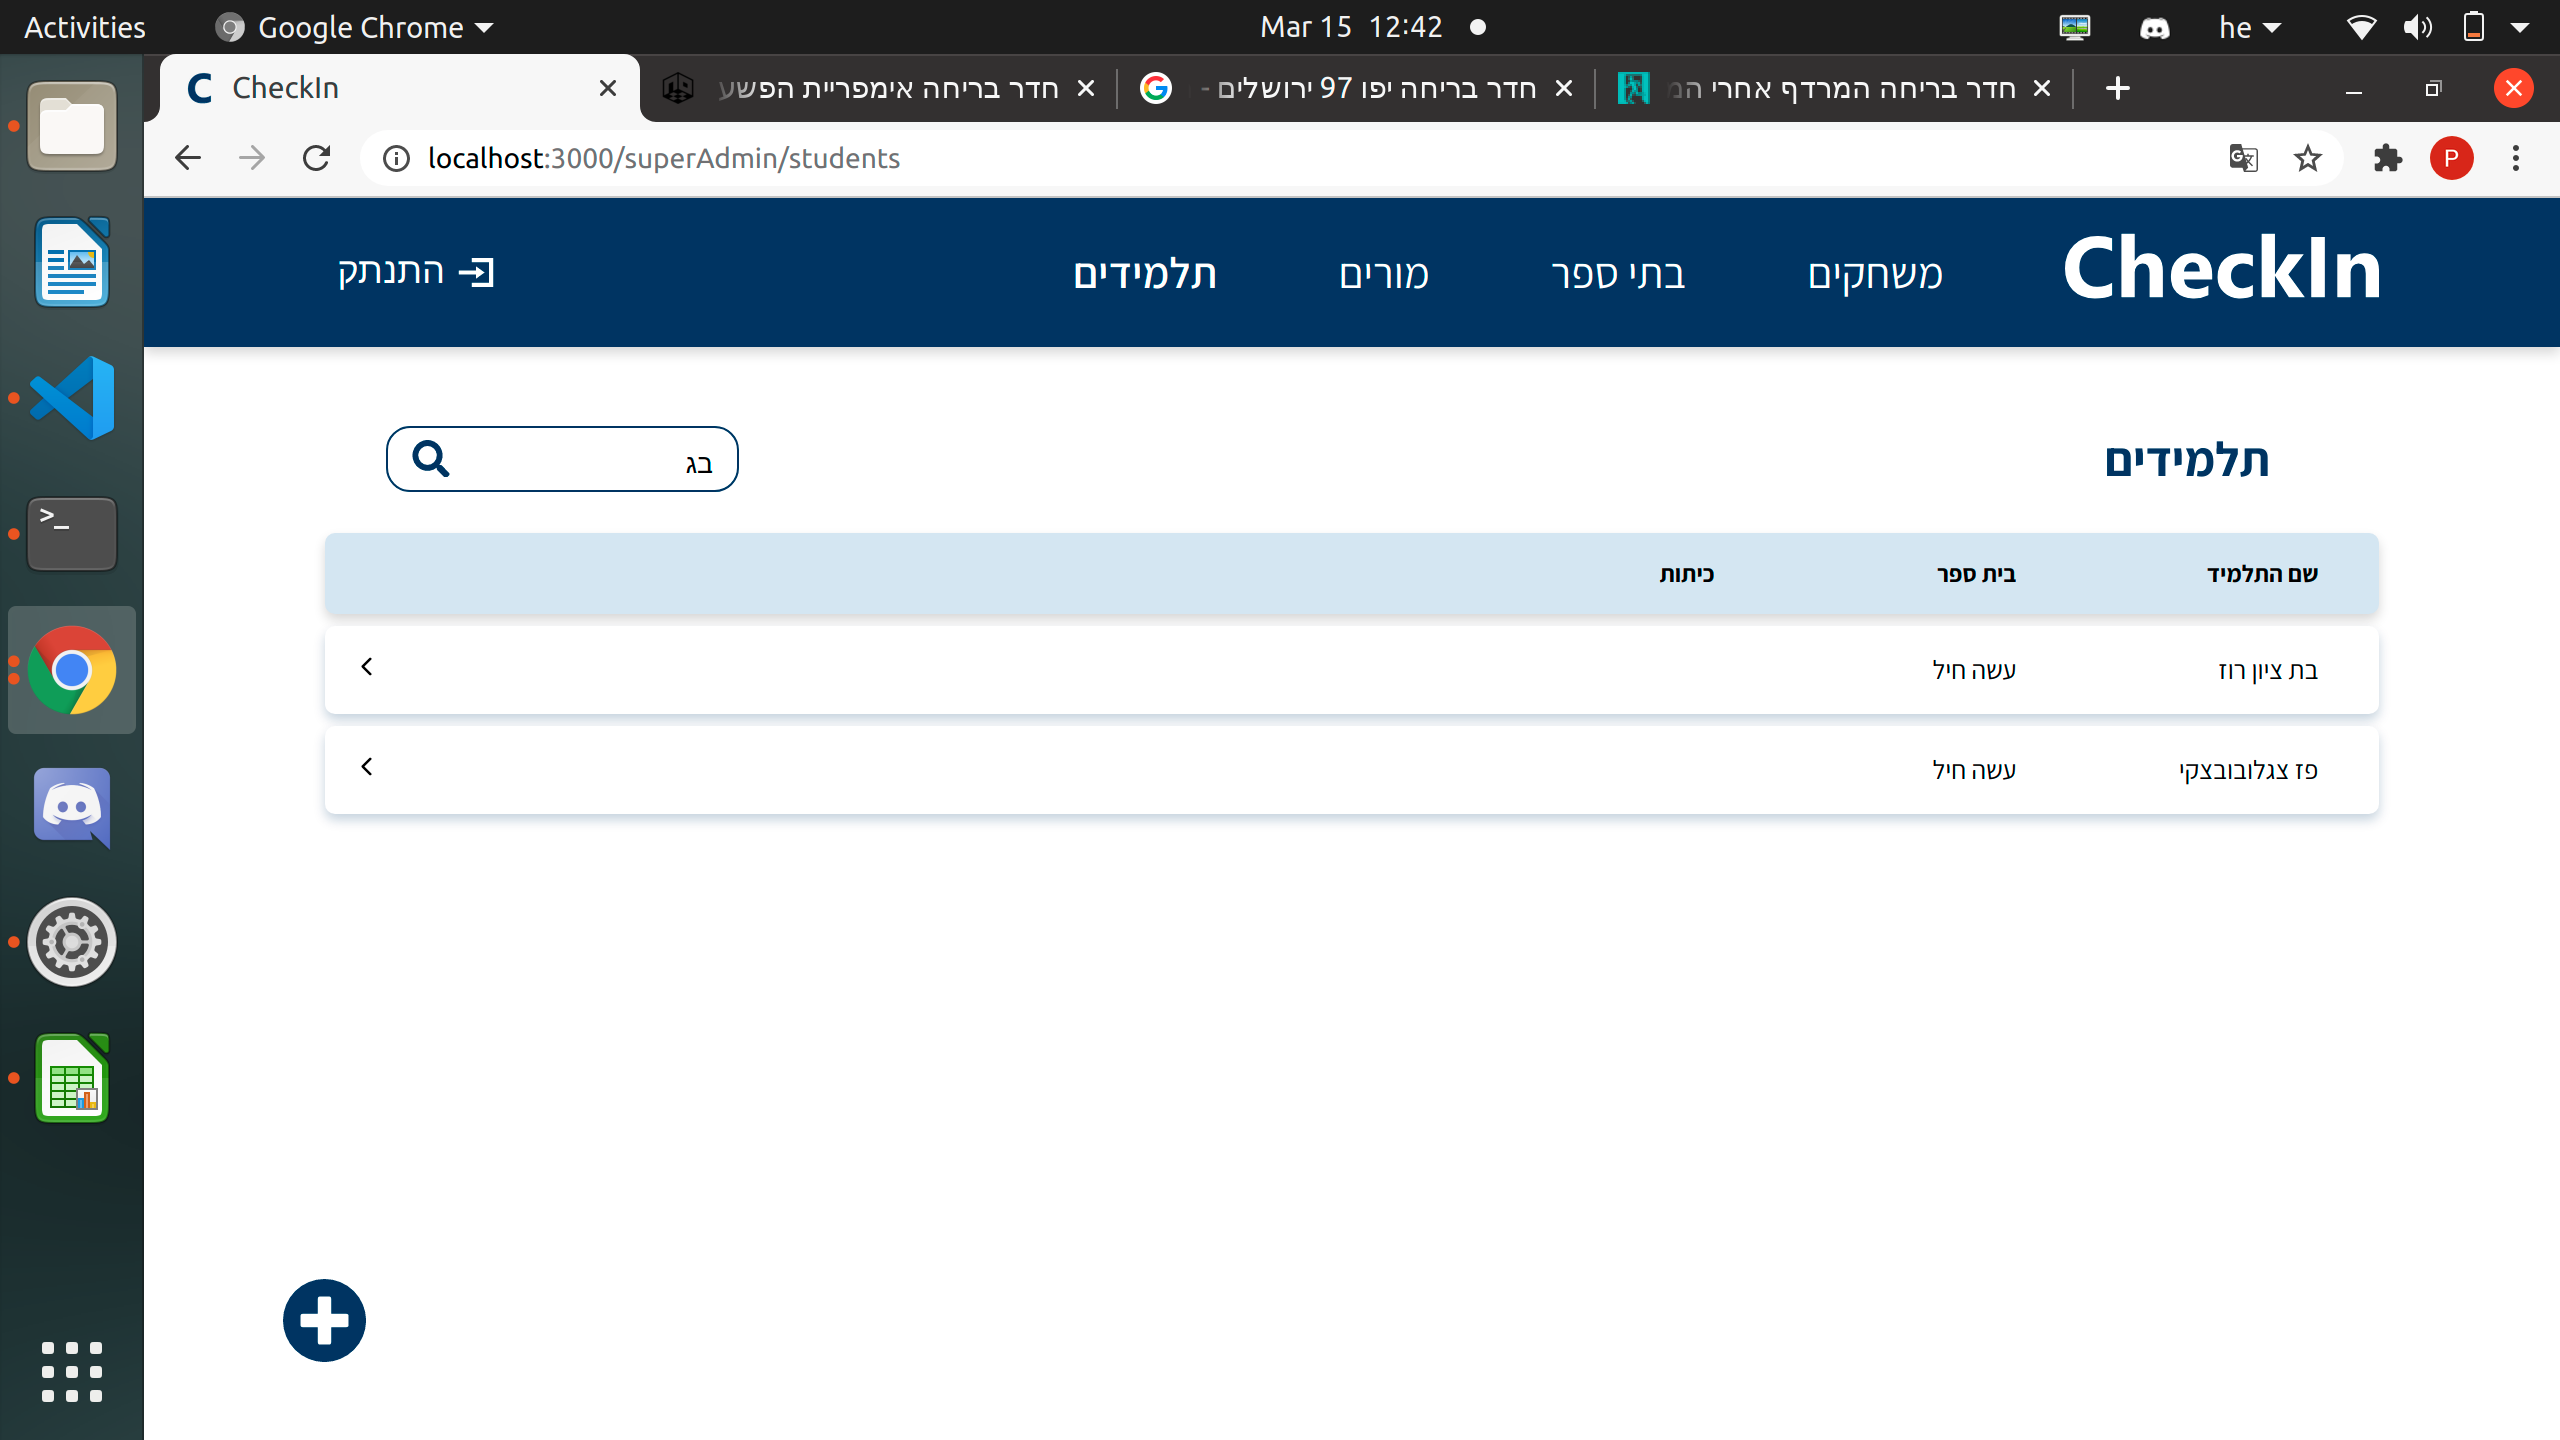 Activities Google Chrome Mar 15 12:42 he
CheckIn חדר בריחה אימפריית הפשע חדר בריחה יפו 97 ירושלים - חדר בריחה המרדף אחרי המ
localhost:3000/superAdmin/students P
CheckIn משחקים בתי ספר מורים תלמידים התנתק
תלמידים בג
שם התלמיד בית ספר כיתות
בת ציון רוז עשה חיל
פז צגלובובצקי עשה חיל